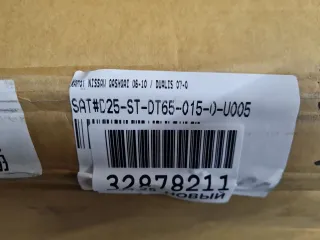 NISSAN QASHQAI 06-10 / DUALIS 07-0
SAT#D25-ST-DT65-015-0-U005
32878211
НОВЫЙ